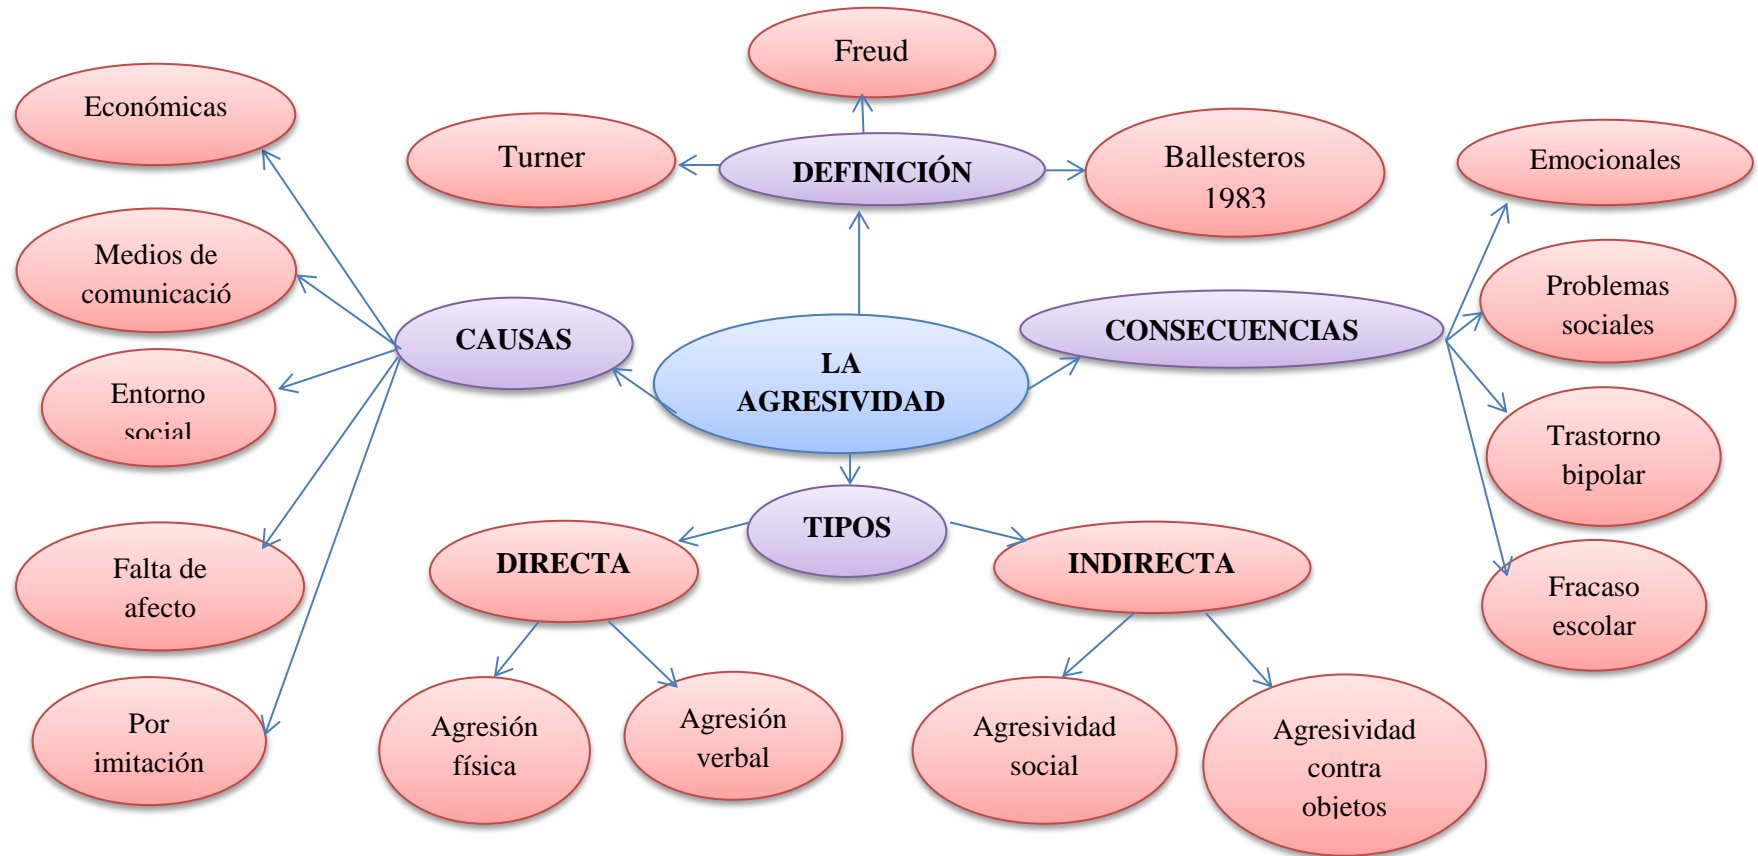 Freud
Económicas
Turner
DEFINICIÓN
Ballesteros
1983
Emocionales
Medios de
comunicació
CAUSAS
LA
AGRESIVIDAD
CONSECUENCIAS
Problemas
sociales
Entorno
social
Trastorno
bipolar
TIPOS
DIRECTA
INDIRECTA
Falta de
afecto
Fracaso
escolar
Por
imitación
Agresión
física
Agresión
verbal
Agresividad
social
Agresividad
contra
objetos